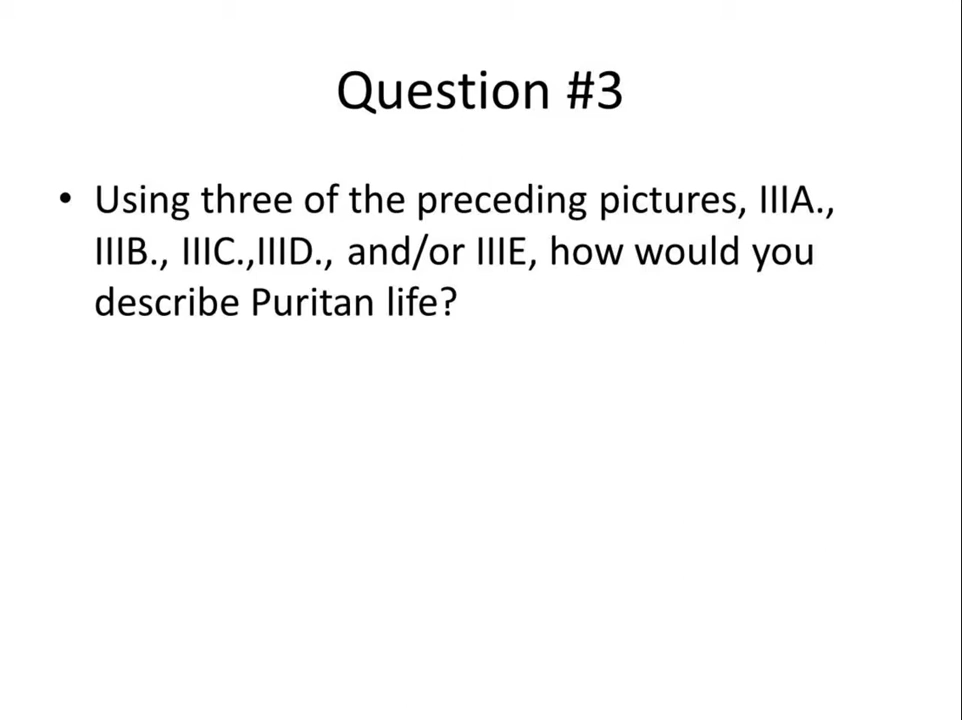 Question #3
• Using three of the preceding pictures, IIIA.,
IIIB., IIIC.,IIID., and/or IIIE, how would you
describe Puritan life?